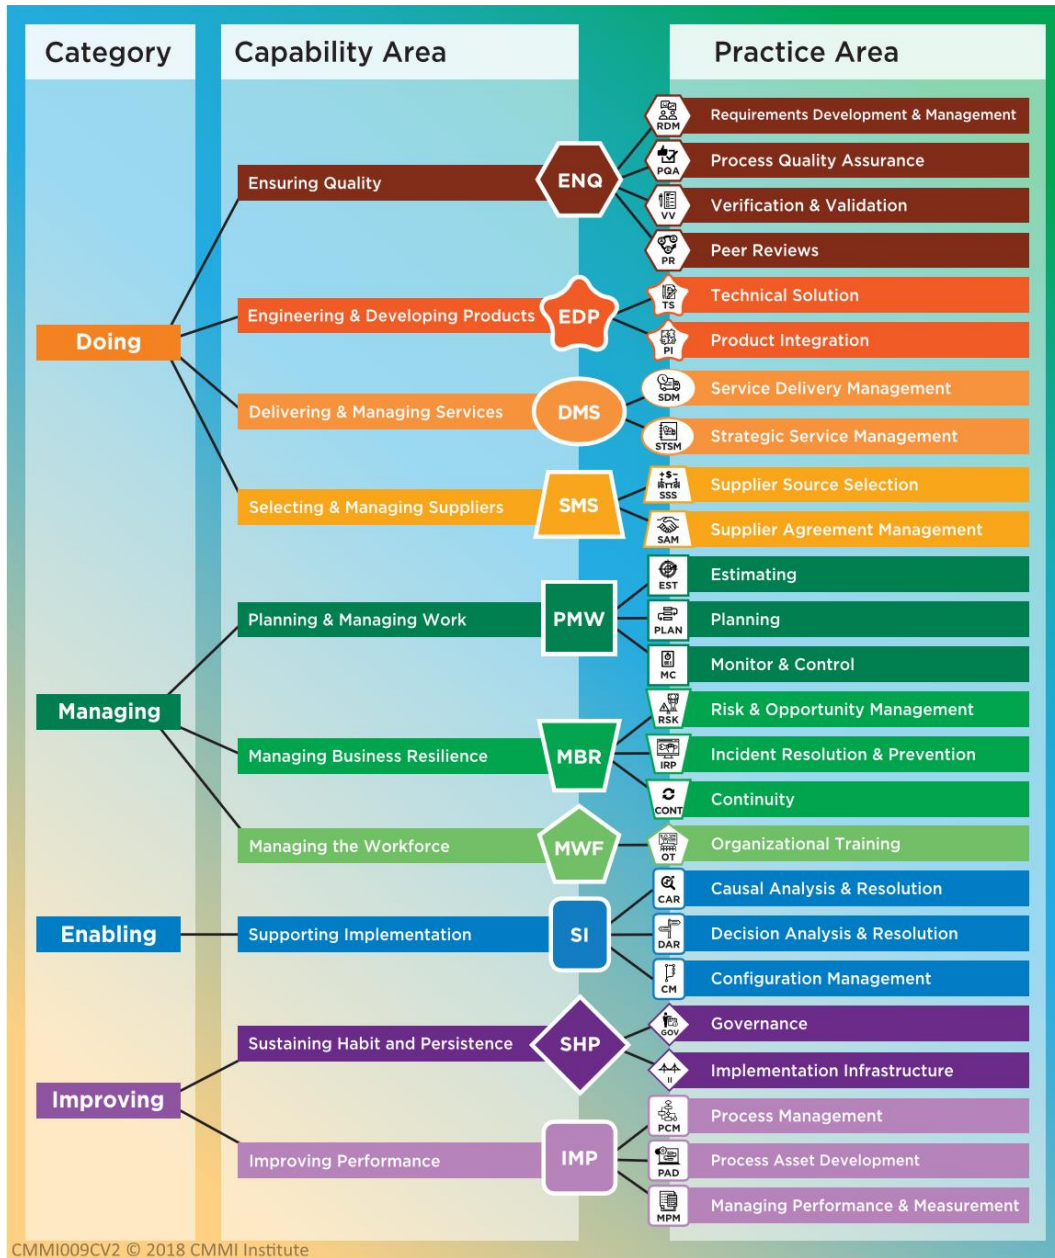 Category
Capability Area
Practice Area
Doing
Ensuring Quality
ENQ
RDM
Requirements Development & Management
PQA
Process Quality Assurance
VV
Verification & Validation
PR
Peer Reviews
Engineering & Developing Products
EDP
TS
Technical Solution
PI
Product Integration
Delivering & Managing Services
DMS
SDM
Service Delivery Management
STSM
Strategic Service Management
Selecting & Managing Suppliers
SMS
+$-
SSS
Supplier Source Selection
SAM
Supplier Agreement Management
Managing
Planning & Managing Work
PMW
EST
Estimating
PLAN
Planning
MC
Monitor & Control
Managing Business Resilience
MBR
RSK
Risk & Opportunity Management
IRP
Incident Resolution & Prevention
CONT
Continuity
Managing the Workforce
MWF
OT
Organizational Training
Enabling
Supporting Implementation
SI
CAR
Causal Analysis & Resolution
DAR
Decision Analysis & Resolution
CM
Configuration Management
Improving
Sustaining Habit and Persistence
SHP
GOV
Governance
II
Implementation Infrastructure
Improving Performance
IMP
PCM
Process Management
PAD
Process Asset Development
MPM
Managing Performance & Measurement
CMMI009CV2 © 2018 CMMI Institute